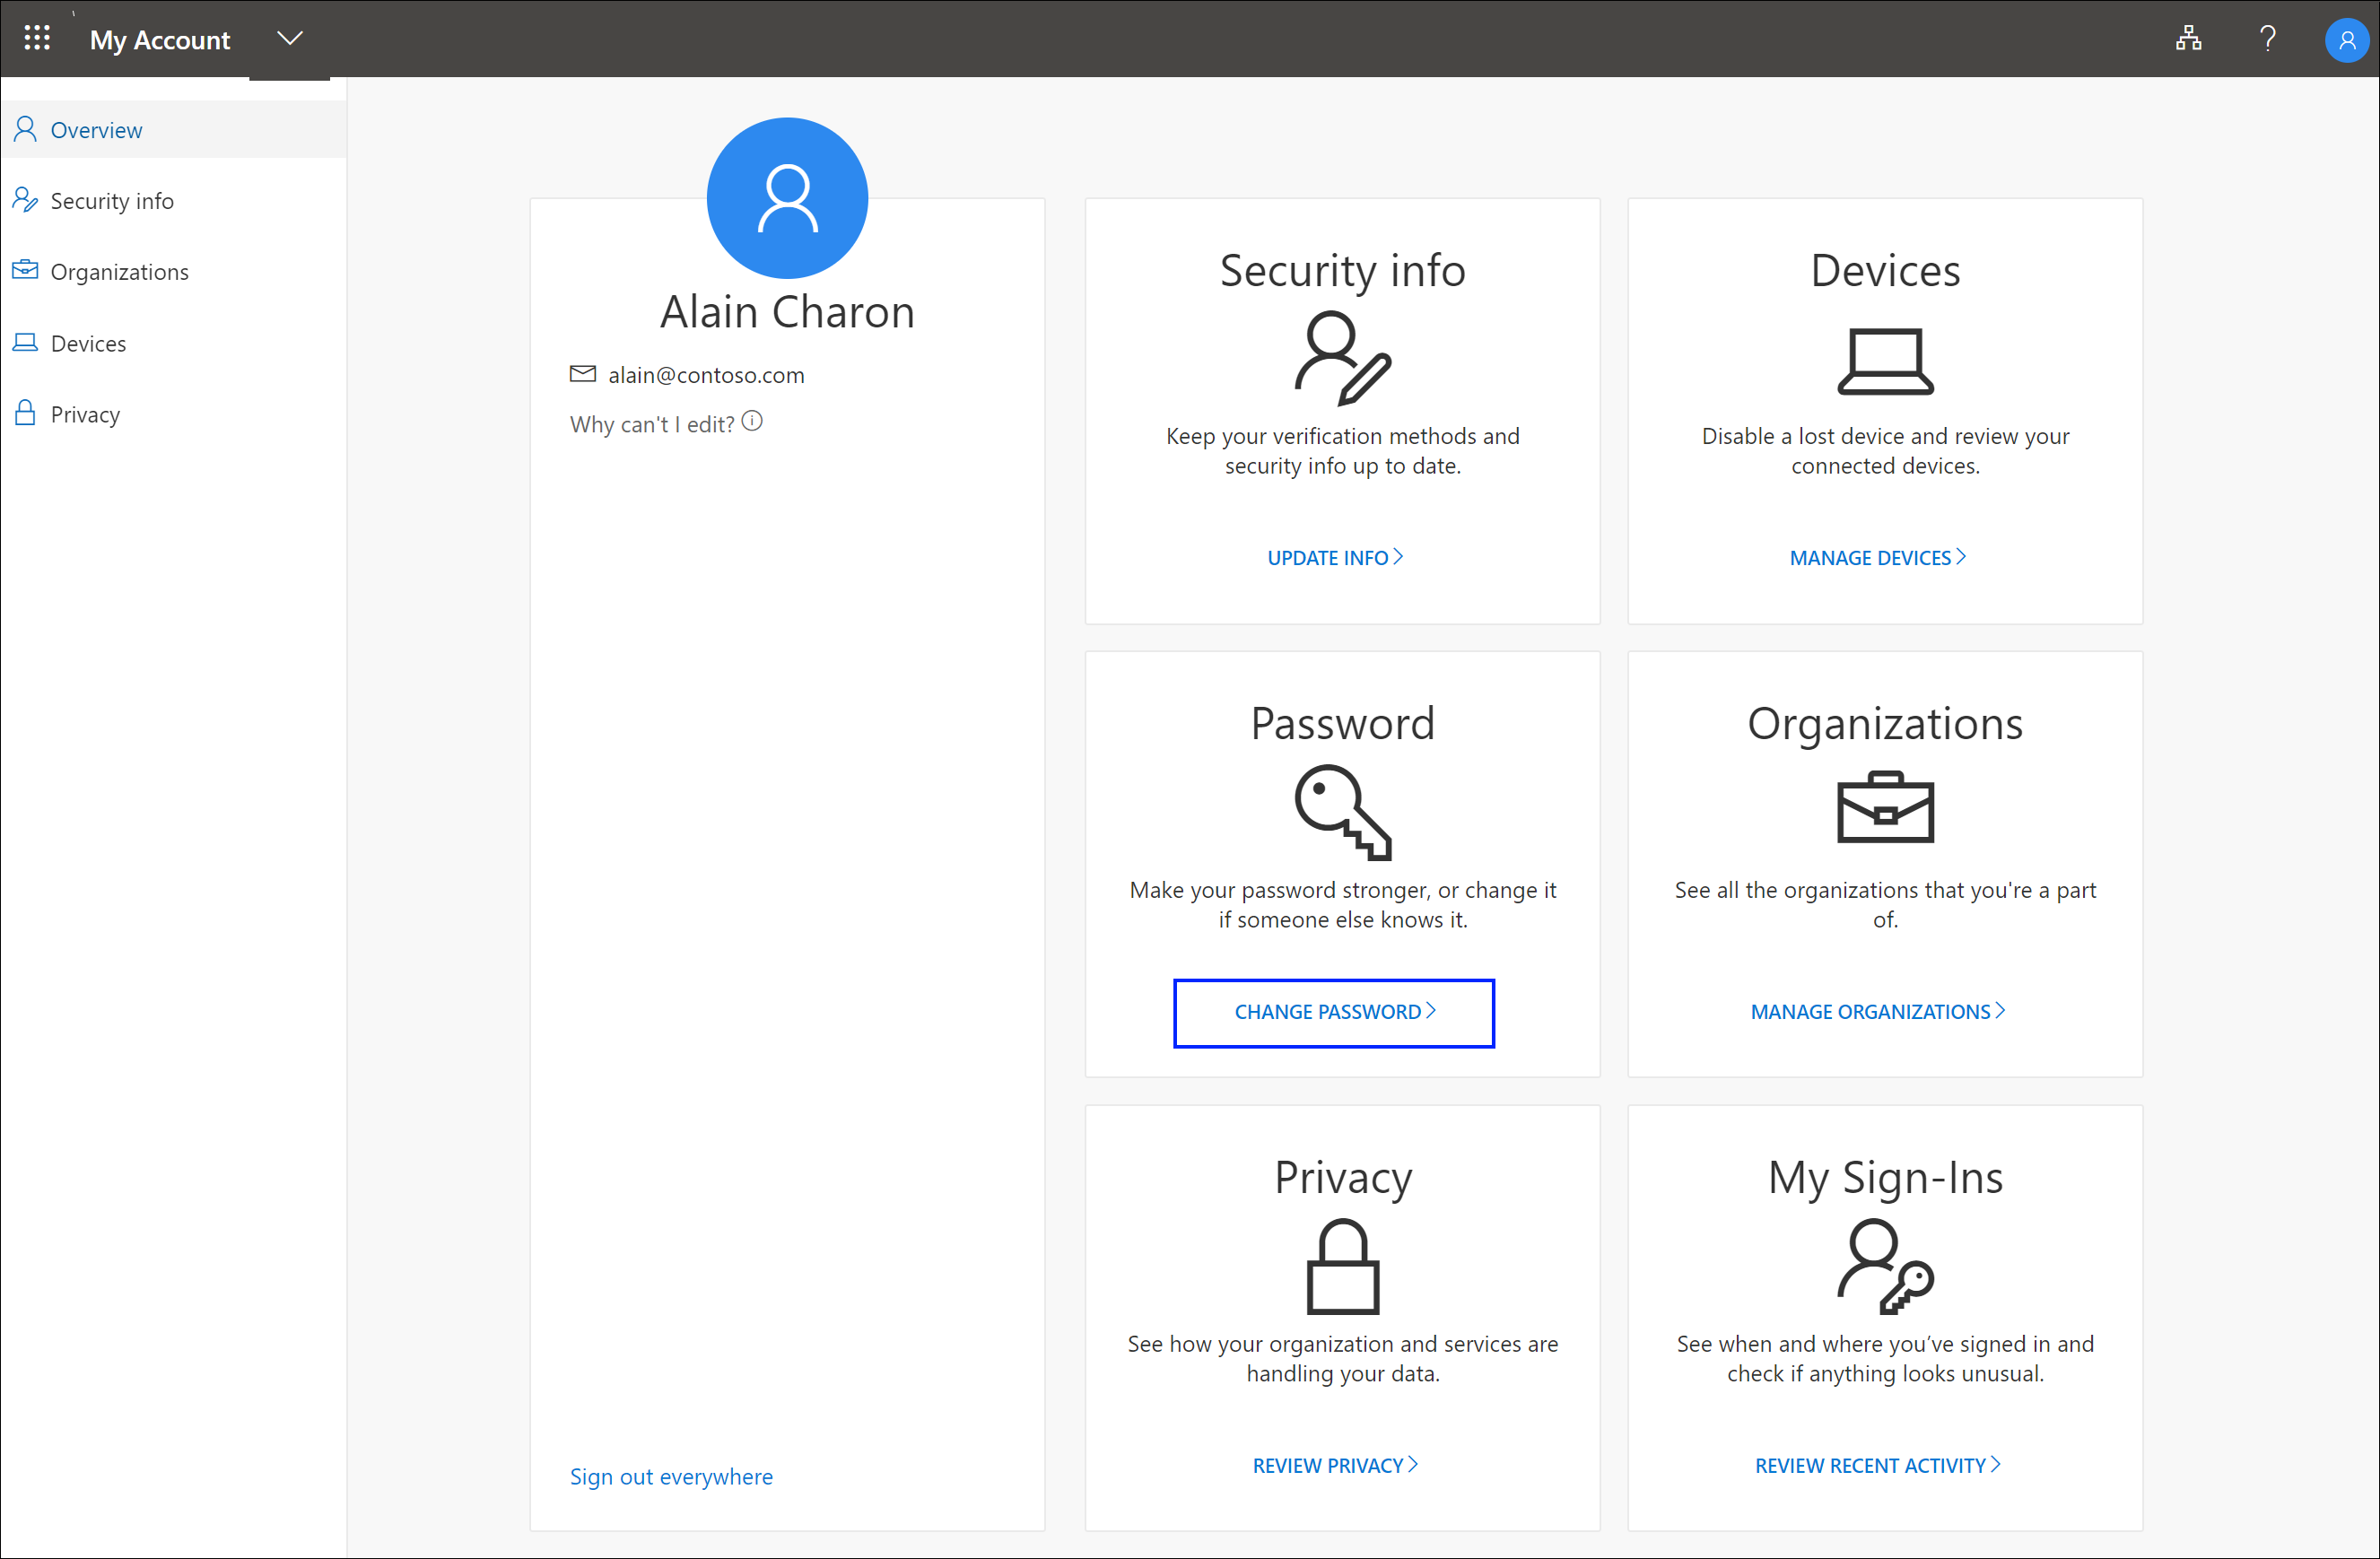 My Account
Overview
Security info
Organizations
Devices
Privacy
Alain Charon
alain@contoso.com
Why can't I edit?
Sign out everywhere
Security info
Keep your verification methods and
security info up to date.
UPDATE INFO
Devices
Disable a lost device and review your
connected devices.
MANAGE DEVICES
Password
Make your password stronger, or change it
if someone else knows it.
CHANGE PASSWORD
Organizations
See all the organizations that you're a part
of.
MANAGE ORGANIZATIONS
Privacy
See how your organization and services are
handling your data.
REVIEW PRIVACY
My Sign-Ins
See when and where you’ve signed in and
check if anything looks unusual.
REVIEW RECENT ACTIVITY